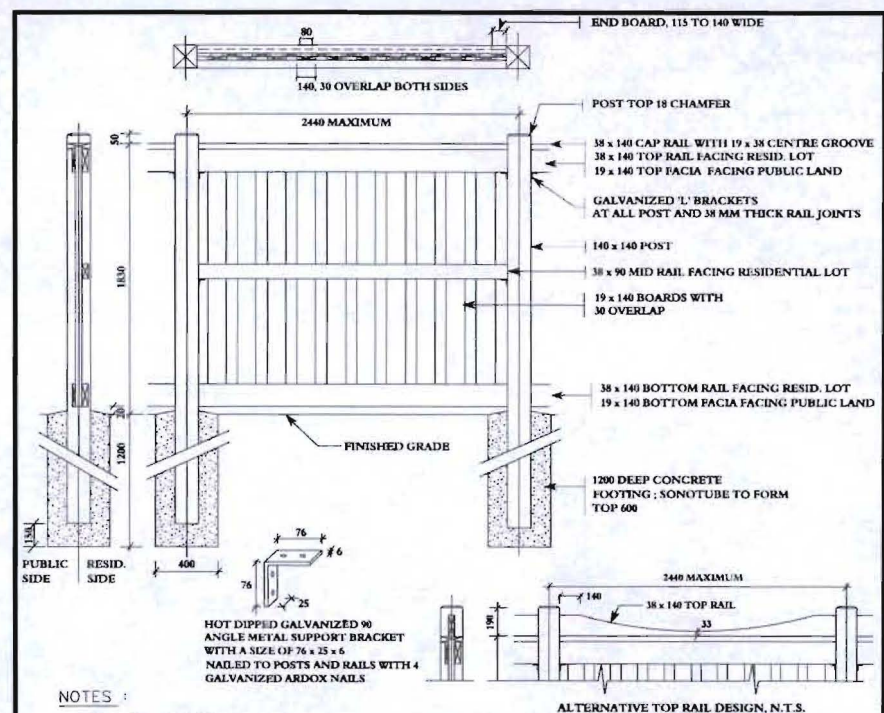 END BOARD, 115 TO 140 WIDE
80
140, 30 OVERLAP BOTH SIDES
POST TOP 18 CHAMFER
2440 MAXIMUM
50
38 x 140 CAP RAIL WITH 19 x 38 CENTRE GROOVE
38 x 140 TOP RAIL FACING RESID. LOT
19 x 140 TOP FACIA FACING PUBLIC LAND
GALVANIZED 'L' BRACKETS
AT ALL POST AND 38 MM THICK RAIL JOINTS
140 x 140 POST
1830
38 x 90 MID RAIL FACING RESIDENTIAL LOT
19 x 140 BOARDS WITH
30 OVERLAP
38 x 140 BOTTOM RAIL FACING RESID. LOT
19 x 140 BOTTOM FACIA FACING PUBLIC LAND
20
FINISHED GRADE
1200
1200 DEEP CONCRETE
FOOTING ; SONOTUBE TO FORM
TOP 600
150
PUBLIC SIDE
RESID. SIDE
400
76
6
76
25
HOT DIPPED GALVANIZED 90
ANGLE METAL SUPPORT BRACKET
WITH A SIZE OF 76 x 25 x 6
NAILED TO POSTS AND RAILS WITH 4
GALVANIZED ARDOX NAILS
2440 MAXIMUM
140
38 x 140 TOP RAIL
190
33
ALTERNATIVE TOP RAIL DESIGN, N.T.S.
NOTES :